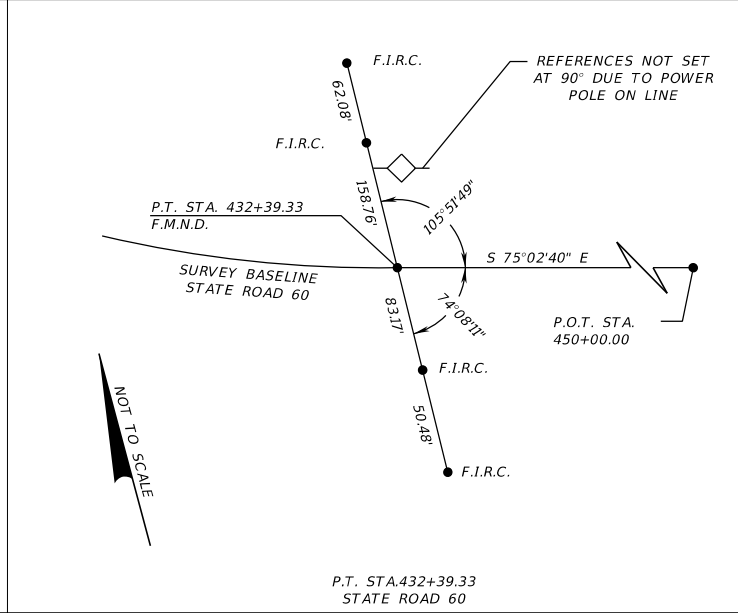 F.I.R.C.
REFERENCES NOT SET
AT 90° DUE TO POWER
POLE ON LINE
62.08'
F.I.R.C.
158.76'
105°51'49"
P.T. STA. 432+39.33
F.M.N.D.
S 75°02'40" E
SURVEY BASELINE
STATE ROAD 60
83.17'
74°08'11"
P.O.T. STA.
450+00.00
F.I.R.C.
NOT TO SCALE
50.48'
F.I.R.C.
P.T. STA.432+39.33
STATE ROAD 60